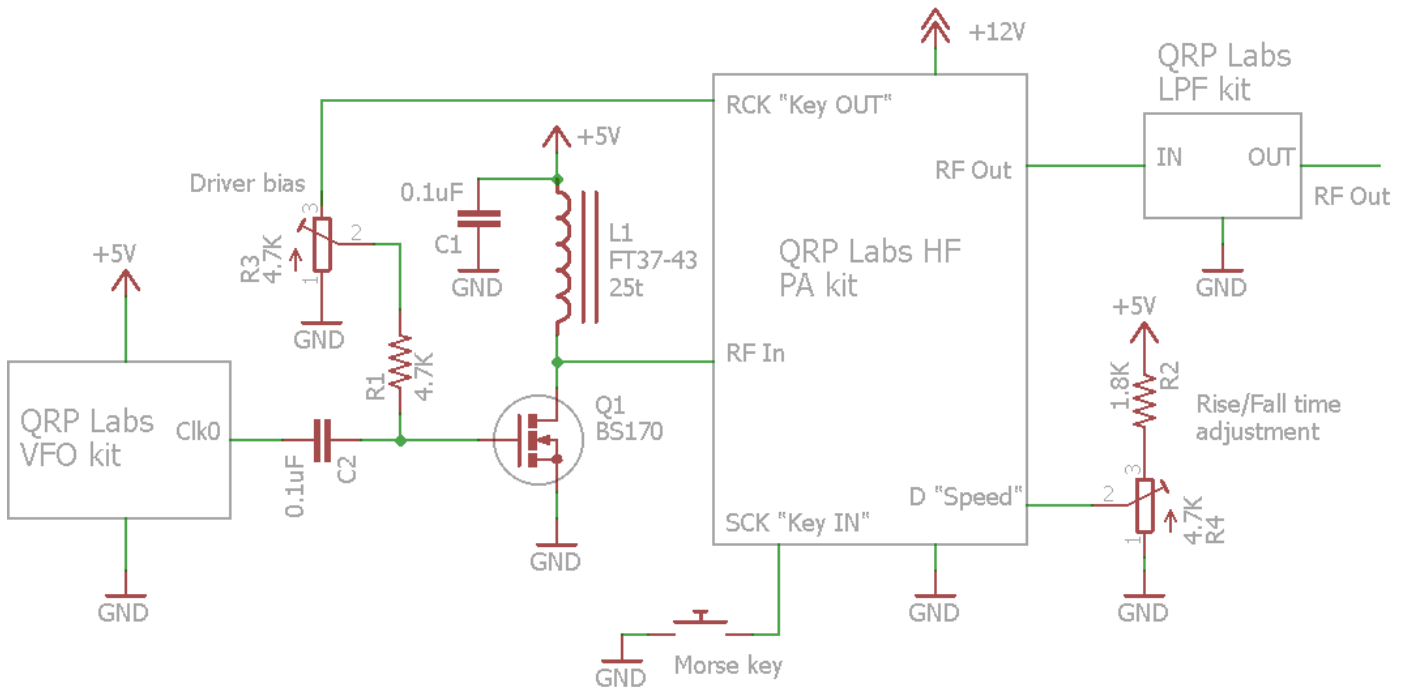 +12V
QRP Labs
LPF kit
RCK "Key OUT"
+5V
IN
OUT
RF Out
RF Out
Driver bias
0.1uF
3
2
R3
4.7K
1
C1
GND
L1
FT37-43
25t
QRP Labs HF
PA kit
+5V
GND
GND
+5V
RF In
R1
4.7K
1.8K
R2
Rise/Fall time
adjustment
QRP Labs
VFO kit
Clk0
0.1uF
C2
Q1
BS170
3
2
D "Speed"
4.7K
R4
1
SCK "Key IN"
GND
GND
GND
GND
Morse key
GND